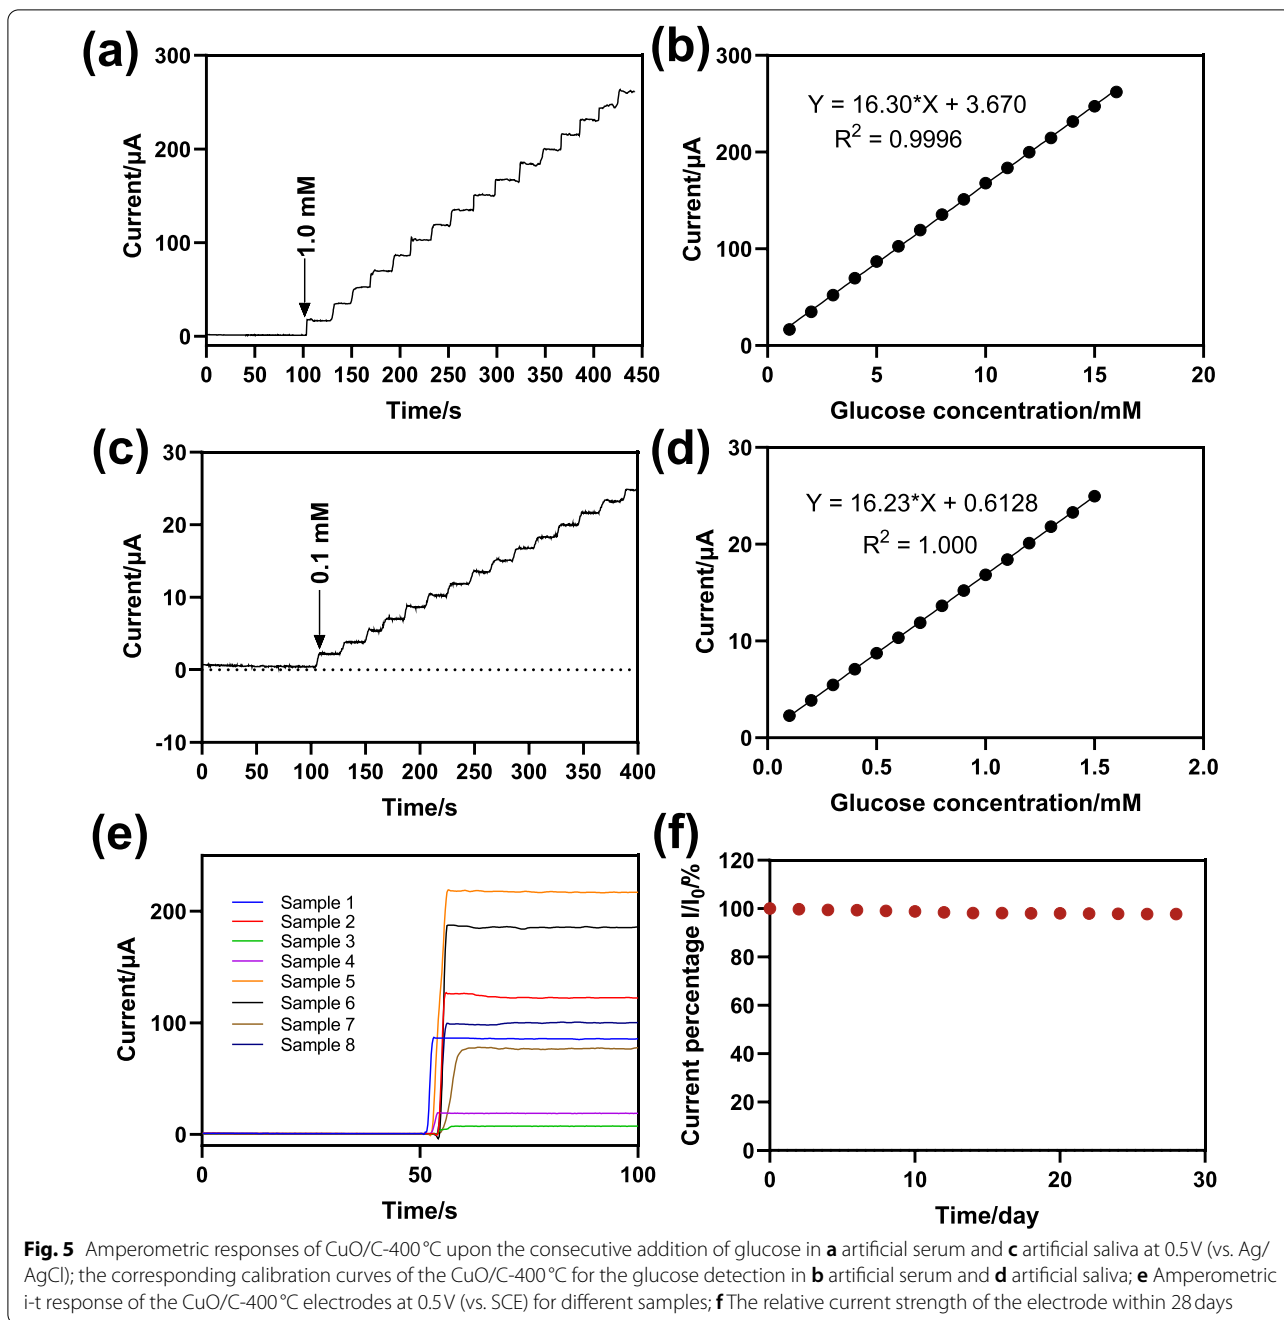 (a)
300
200
100
0
Current/µA
1.0 mM
0 50 100 150 200 250 300 350 400 450
Time/s
(b)
300
200
100
0
Current/µA
Y = 16.30*X + 3.670
R2 = 0.9996
0 5 10 15 20
Glucose concentration/mM
(c)
30
20
10
0
-10
Current/µA
0.1 mM
0 50 100 150 200 250 300 350 400
Time/s
(d)
30
20
10
0
Current/µA
Y = 16.23*X + 0.6128
R2 = 1.000
0.0 0.5 1.0 1.5 2.0
Glucose concentration/mM
(e)
200
100
0
Current/µA
Sample 1
Sample 2
Sample 3
Sample 4
Sample 5
Sample 6
Sample 7
Sample 8
0 50 100
Time/s
(f)
120
100
80
60
40
20
0
Current percentage I/I0/%
0 10 20 30
Time/day
Fig. 5 Amperometric responses of CuO/C-400 °C upon the consecutive addition of glucose in a artificial serum and c artificial saliva at 0.5 V (vs. Ag/
AgCl); the corresponding calibration curves of the CuO/C-400 °C for the glucose detection in b artificial serum and d artificial saliva; e Amperometric
i-t response of the CuO/C-400 °C electrodes at 0.5 V (vs. SCE) for different samples; f The relative current strength of the electrode within 28 days